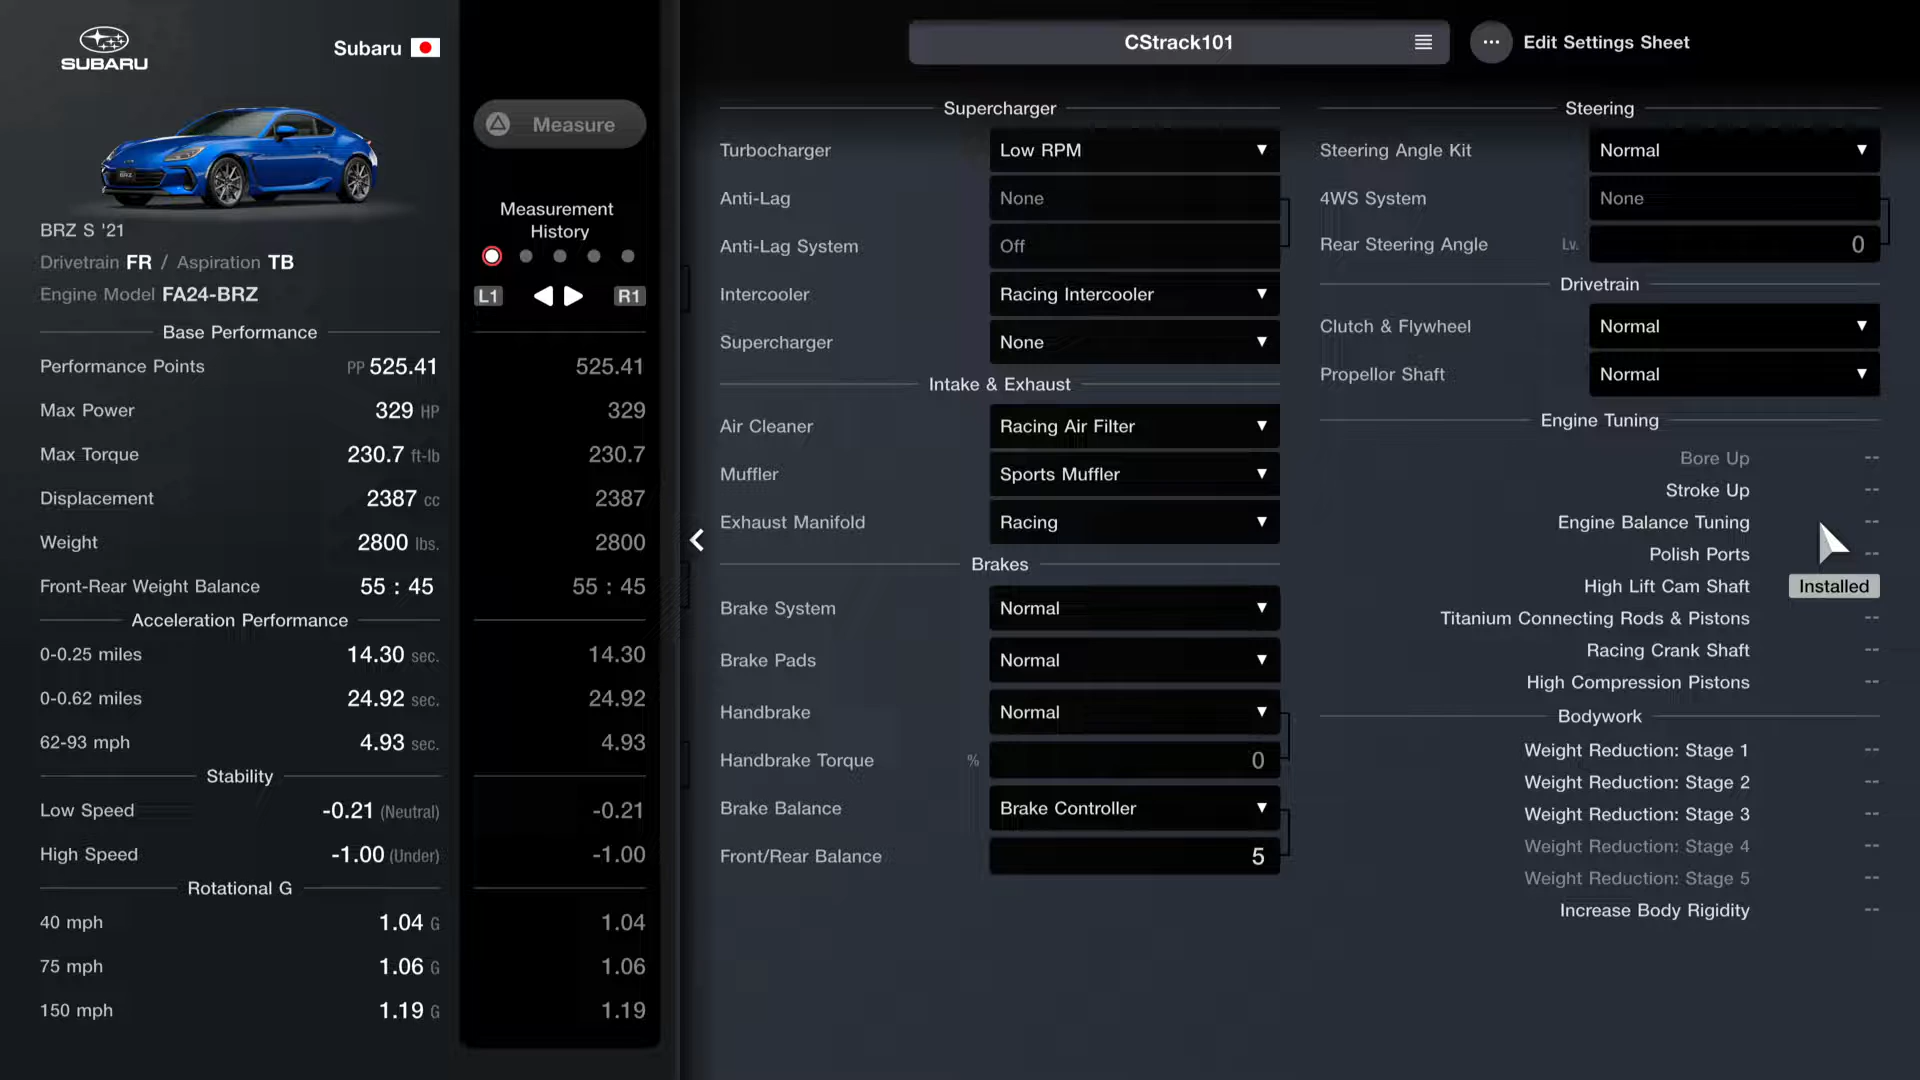 SUBARU
Subaru
BRZ
BRZ S '21
Drivetrain FR / Aspiration TB
Engine Model FA24-BRZ
Base Performance
Performance Points PP 525.41
Max Power 329 HP
Max Torque 230.7 ft-lb
Displacement 2387 cc
Weight 2800 lbs.
Front-Rear Weight Balance 55 : 45
Acceleration Performance
0-0.25 miles 14.30 sec.
0-0.62 miles 24.92 sec.
62-93 mph 4.93 sec.
Stability
Low Speed -0.21 (Neutral)
High Speed -1.00 (Under)
Rotational G
40 mph 1.04 G
75 mph 1.06 G
150 mph 1.19 G
Measure
Measurement
History
L1 R1
525.41
329
230.7
2387
2800
55 : 45
14.30
24.92
4.93
-0.21
-1.00
1.04
1.06
1.19
CStrack101
Edit Settings Sheet
Supercharger
Turbocharger Low RPM
Anti-Lag None
Anti-Lag System Off
Intercooler Racing Intercooler
Supercharger None
Intake & Exhaust
Air Cleaner Racing Air Filter
Muffler Sports Muffler
Exhaust Manifold Racing
Brakes
Brake System Normal
Brake Pads Normal
Handbrake Normal
Handbrake Torque % 0
Brake Balance Brake Controller
Front/Rear Balance 5
Steering
Steering Angle Kit Normal
4WS System None
Rear Steering Angle Lv. 0
Drivetrain
Clutch & Flywheel Normal
Propellor Shaft Normal
Engine Tuning
Bore Up --
Stroke Up --
Engine Balance Tuning --
Polish Ports --
High Lift Cam Shaft Installed
Titanium Connecting Rods & Pistons --
Racing Crank Shaft --
High Compression Pistons --
Bodywork
Weight Reduction: Stage 1 --
Weight Reduction: Stage 2 --
Weight Reduction: Stage 3 --
Weight Reduction: Stage 4 --
Weight Reduction: Stage 5 --
Increase Body Rigidity --